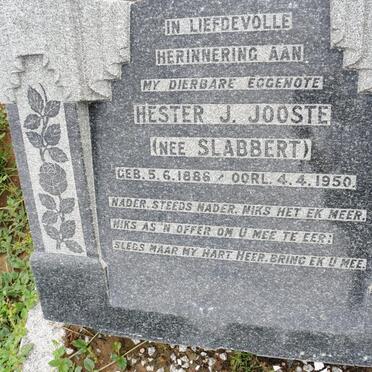 IN LIEFDEVOLLE
HERINNERING AAN
MY DIERBARE EGGENOTE
HESTER J. JOOSTE
(NEE SLABBERT)
GEB. 5.6.1886 - OORL. 4.4.1950.
NADER, STEEDS NADER, NIKS HET EK MEER,
NIKS AS 'N OFFER OM U MEE TE EER:
SLEGS MAAR MY HART HEER, BRING EK U MEE.